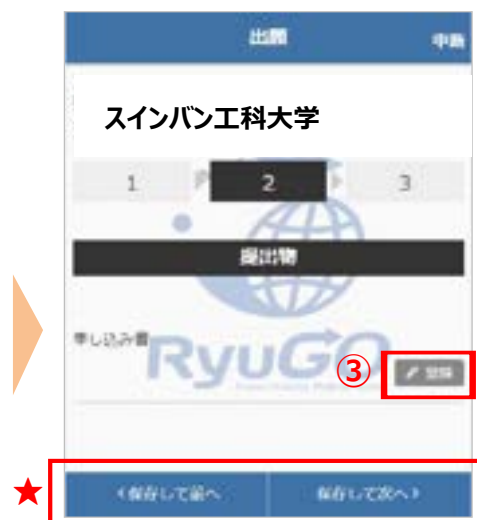 出願 中断
スインバン工科大学
1 2 3
提出物
申し込み書
RyuGO
③ 登録
★ 保存して前へ 保存して次へ